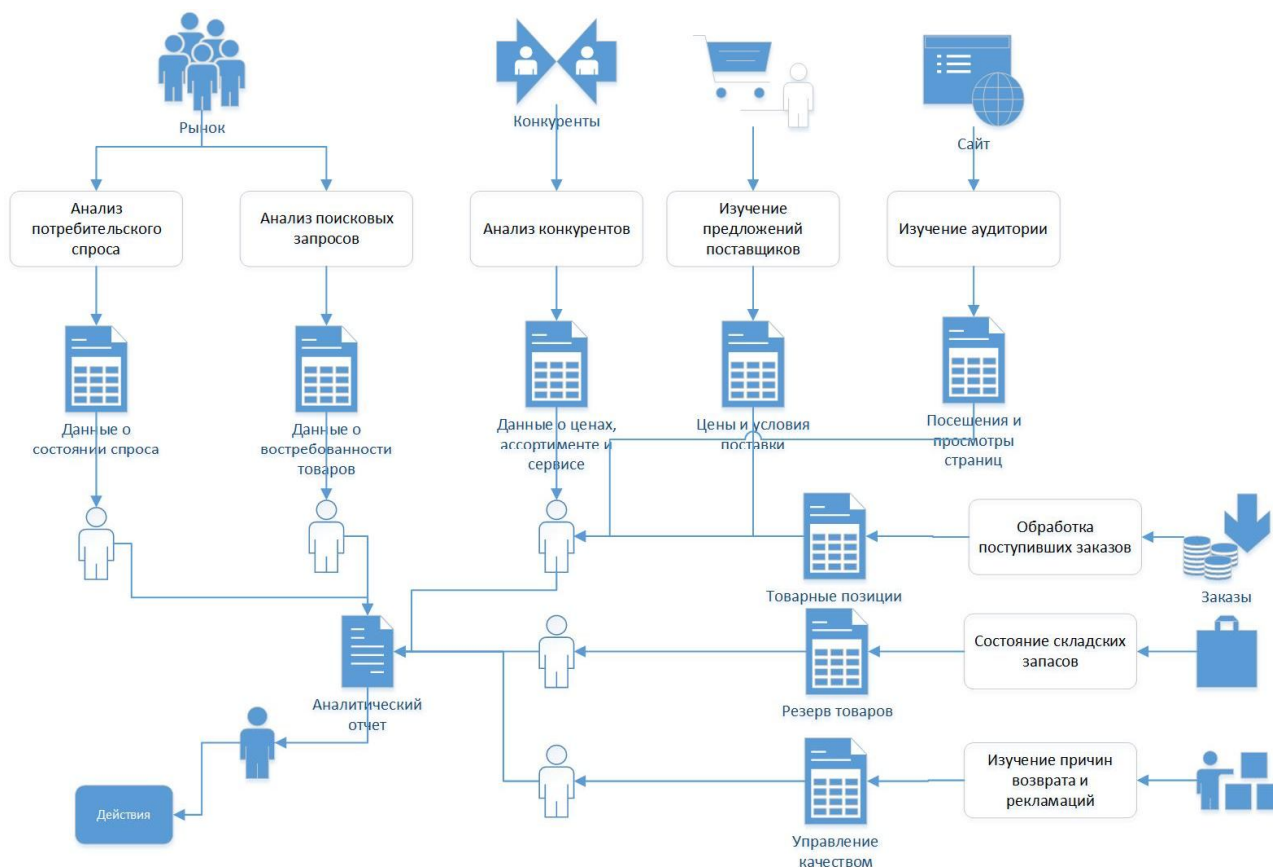 Рынок
Конкуренты
Сайт
Анализ
потребительского
спроса
Анализ поисковых
запросов
Анализ конкурентов
Изучение
предложений
поставщиков
Изучение аудитории
Данные о
состоянии спроса
Данные о
востребованности
товаров
Данные о ценах,
ассортименте и
сервисе
Цены и условия
поставки
Посешения и
просмотры
страниц
Обработка
поступивших заказов
Товарные позиции
Заказы
Состояние складских
запасов
Резерв товаров
Аналитический
отчет
Изучение причин
возврата и
рекламаций
Действия
Управление
качеством